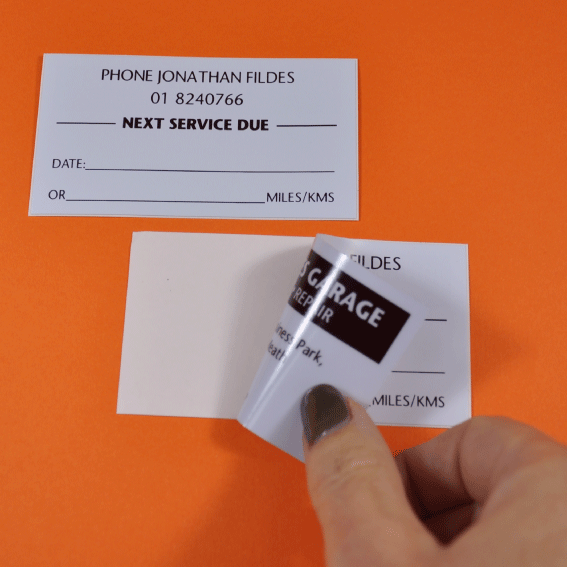 PHONE JONATHAN FILDES
01 8240766
NEXT SERVICE DUE
DATE:
OR MILES/KMS
FILDES
'S GARAGE
REPAIR
Park,
MILES/KMS